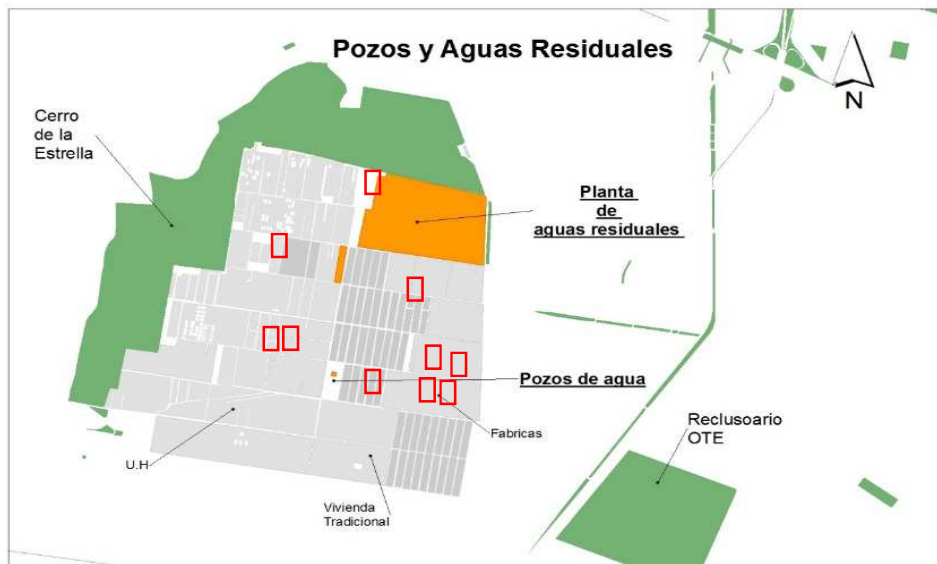 Pozos y Aguas Residuales
N
Cerro
de la
Estrella
Planta
de
aguas residuales
Pozos de agua
Fabricas
Reclusoario
OTE
U.H
Vivienda
Tradicional